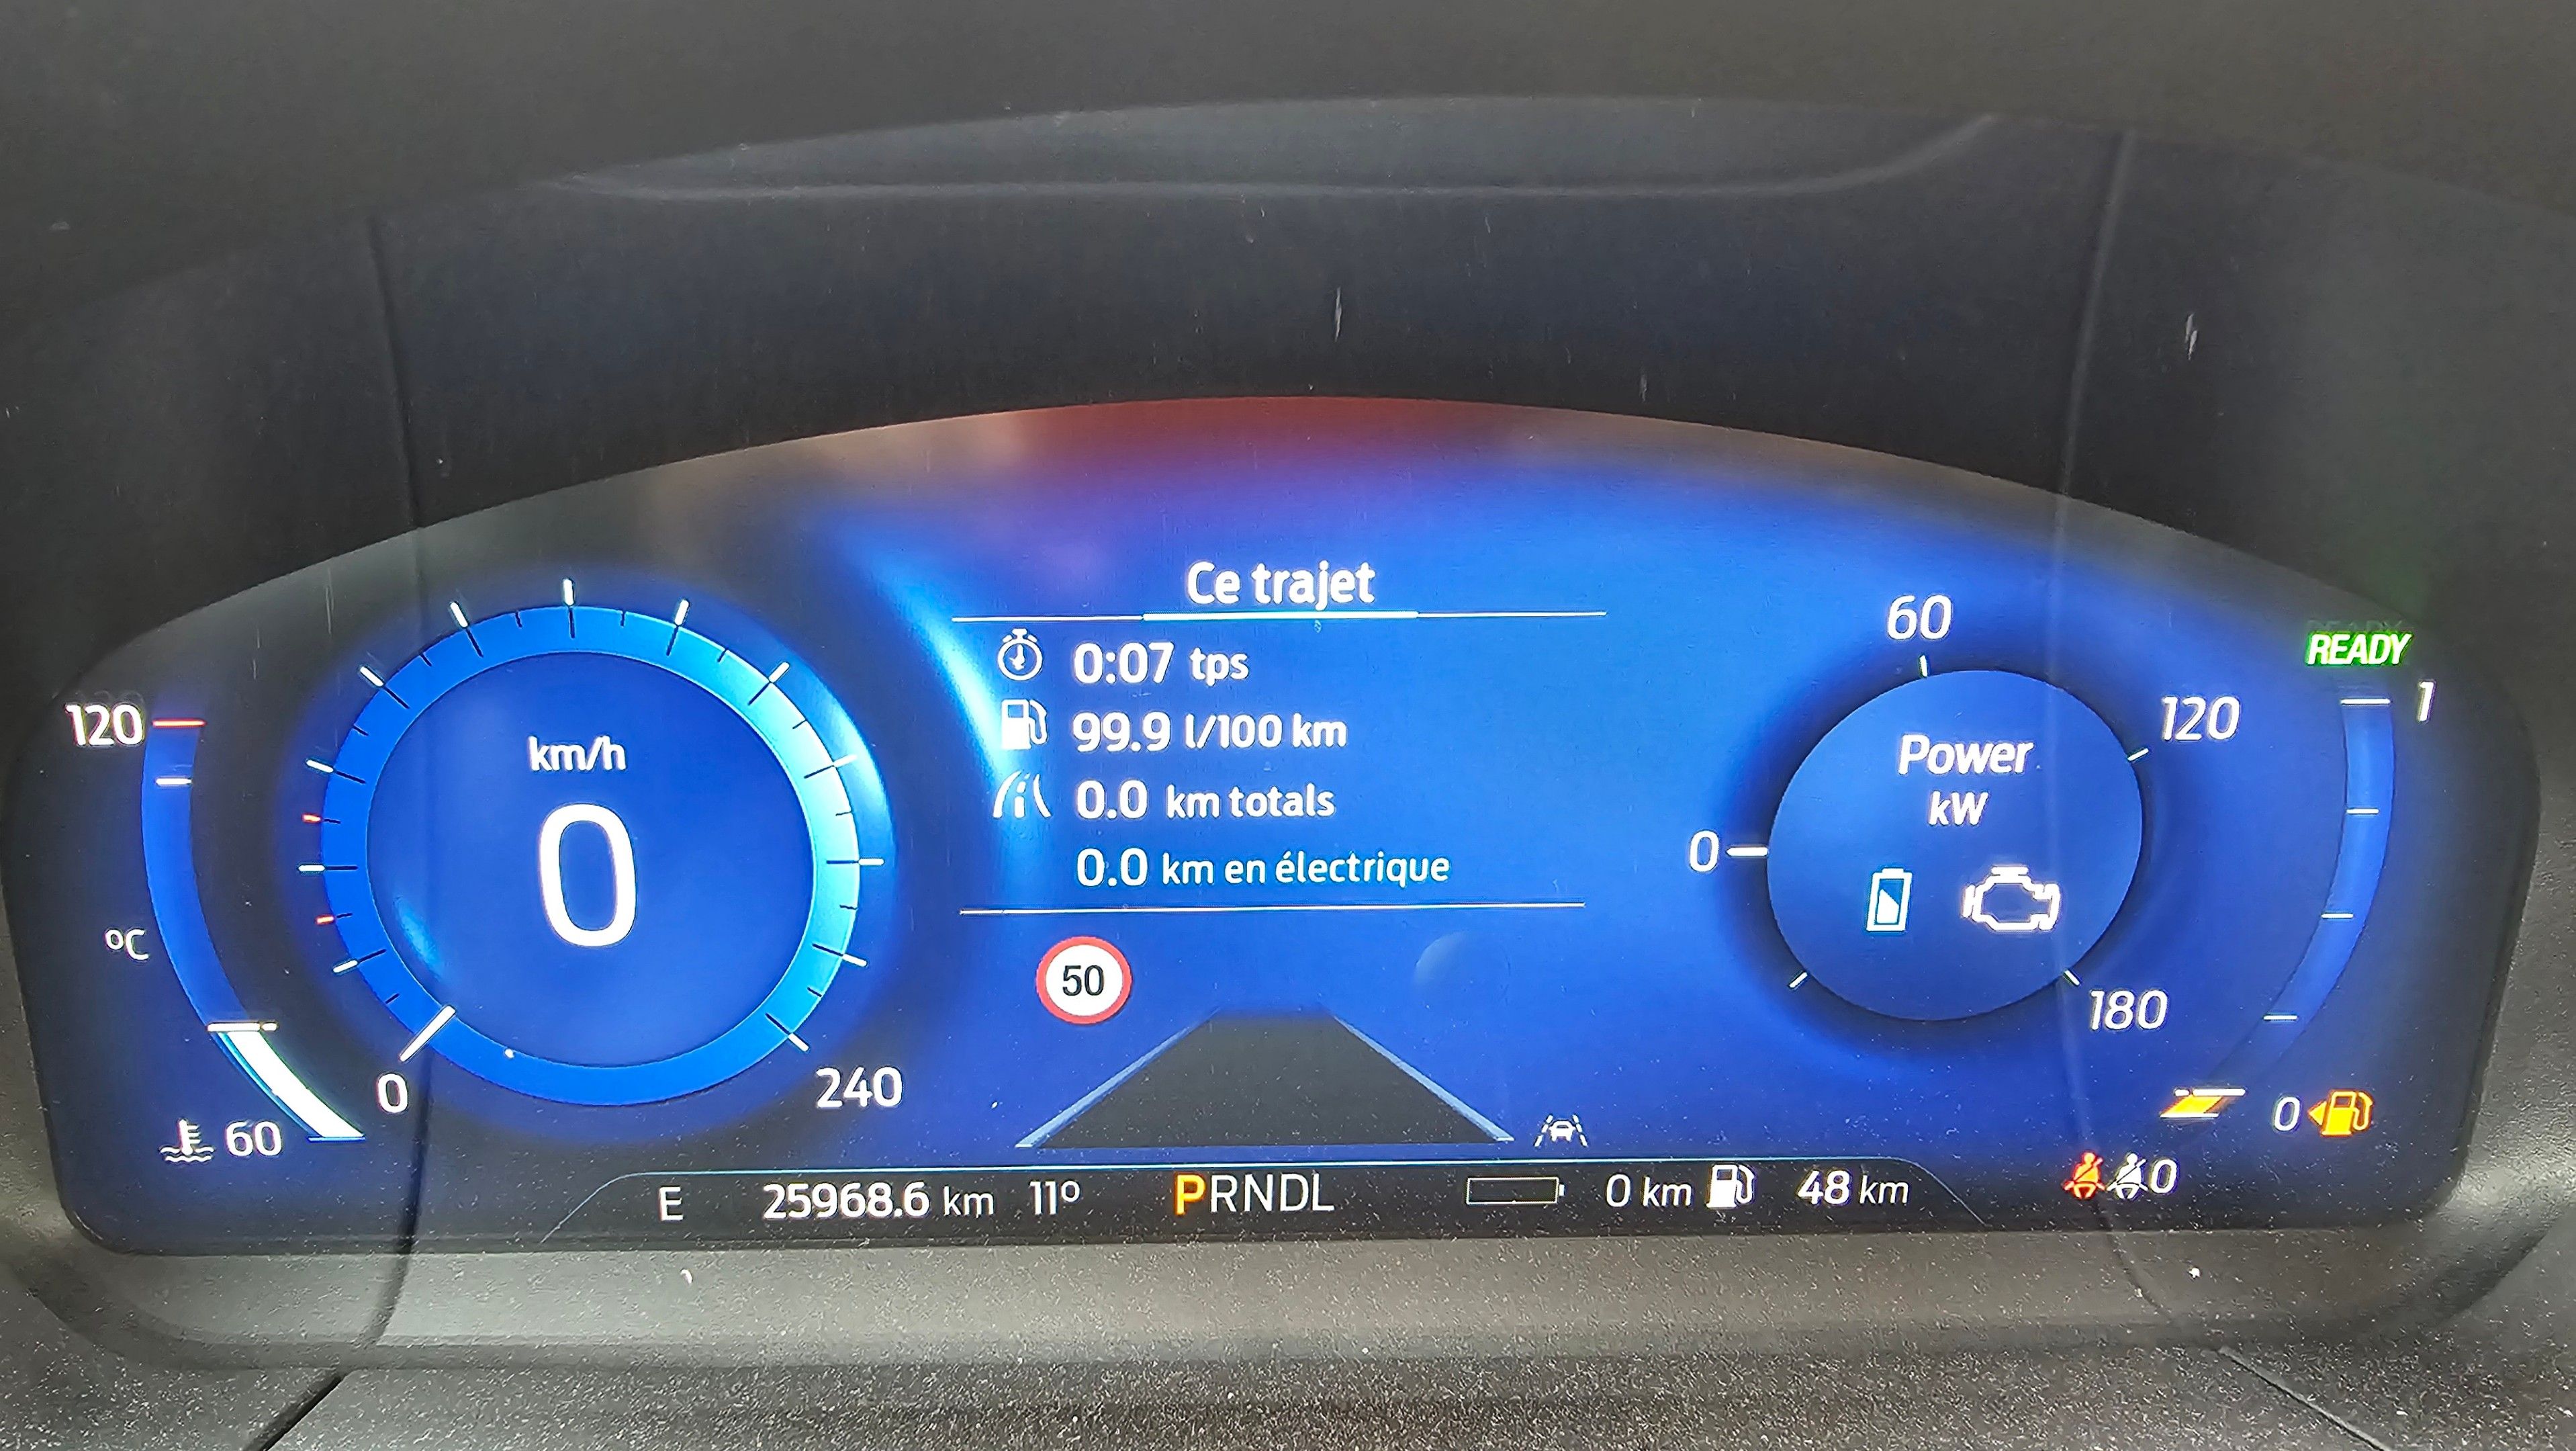 Ce trajet
0:07 tps
99.9 l/100 km
0.0 km totals
0.0 km en électrique
120
°C
60
km/h
0
0
240
50
60
120
180
0
Power
kW
READY
1
0
E 25968.6 km 11° PRNDL 0 km 48 km
0